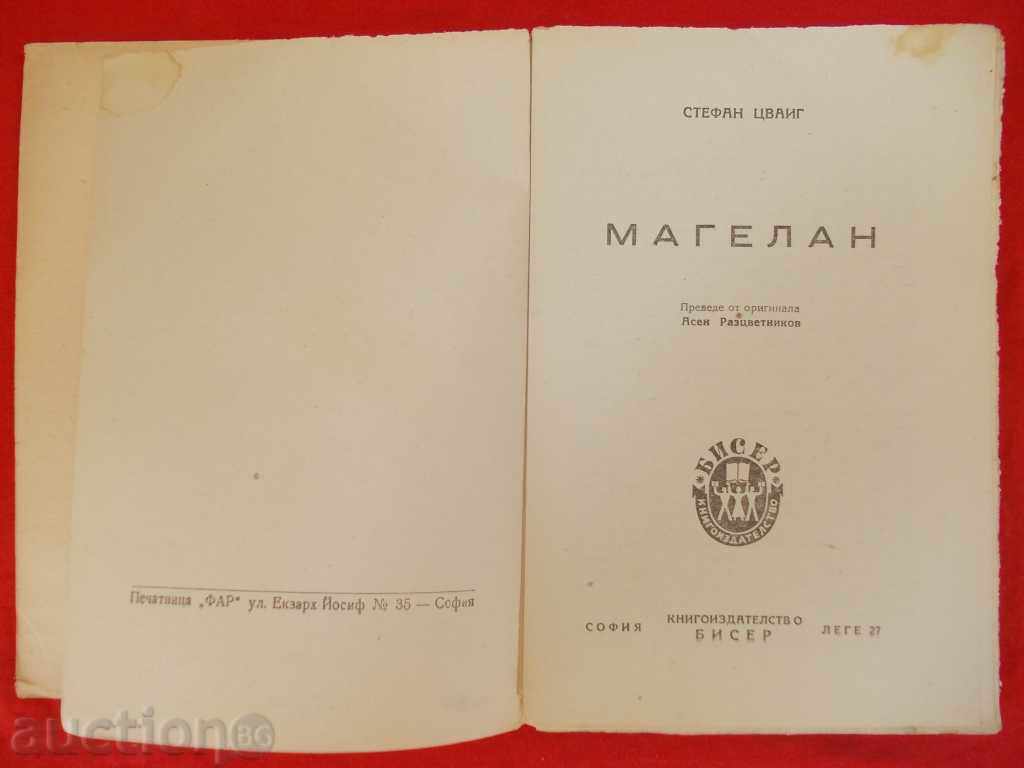 Печатница „ФАР“ ул. Екзарх Йосиф № 35 — София
СТЕФАН ЦВАИГ
МАГЕЛАН
Преведе от оригинала
Асен Разцветников
БИСЕР
КНИГОИЗДАТЕЛСТВО
СОФИЯ
КНИГОИЗДАТЕЛСТВО
БИСЕР
ЛЕГЕ 27
auctionBG